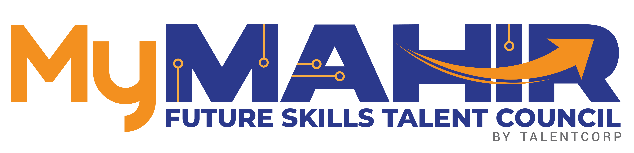 MyMAHIR
FUTURE SKILLS TALENT COUNCIL
BY TALENTCORP